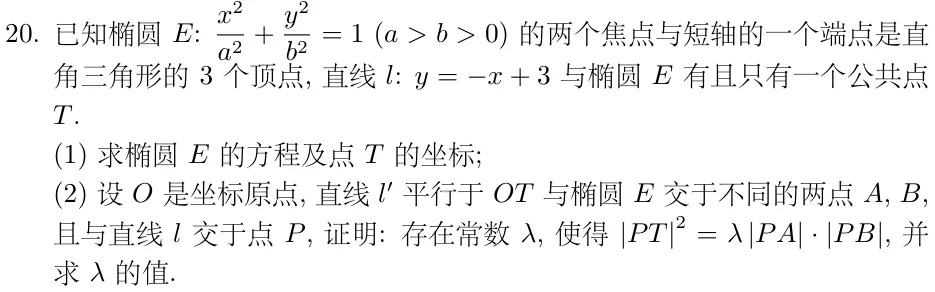 20. 已知椭圆 E: x²/a² + y²/b² = 1 (a > b > 0) 的两个焦点与短轴的一个端点是直
角三角形的 3 个顶点, 直线 l: y = −x + 3 与椭圆 E 有且只有一个公共点
T.
(1) 求椭圆 E 的方程及点 T 的坐标;
(2) 设 O 是坐标原点, 直线 l′ 平行于 OT 与椭圆 E 交于不同的两点 A, B,
且与直线 l 交于点 P, 证明: 存在常数 λ, 使得 |PT|² = λ |PA| · |PB|, 并
求 λ 的值.